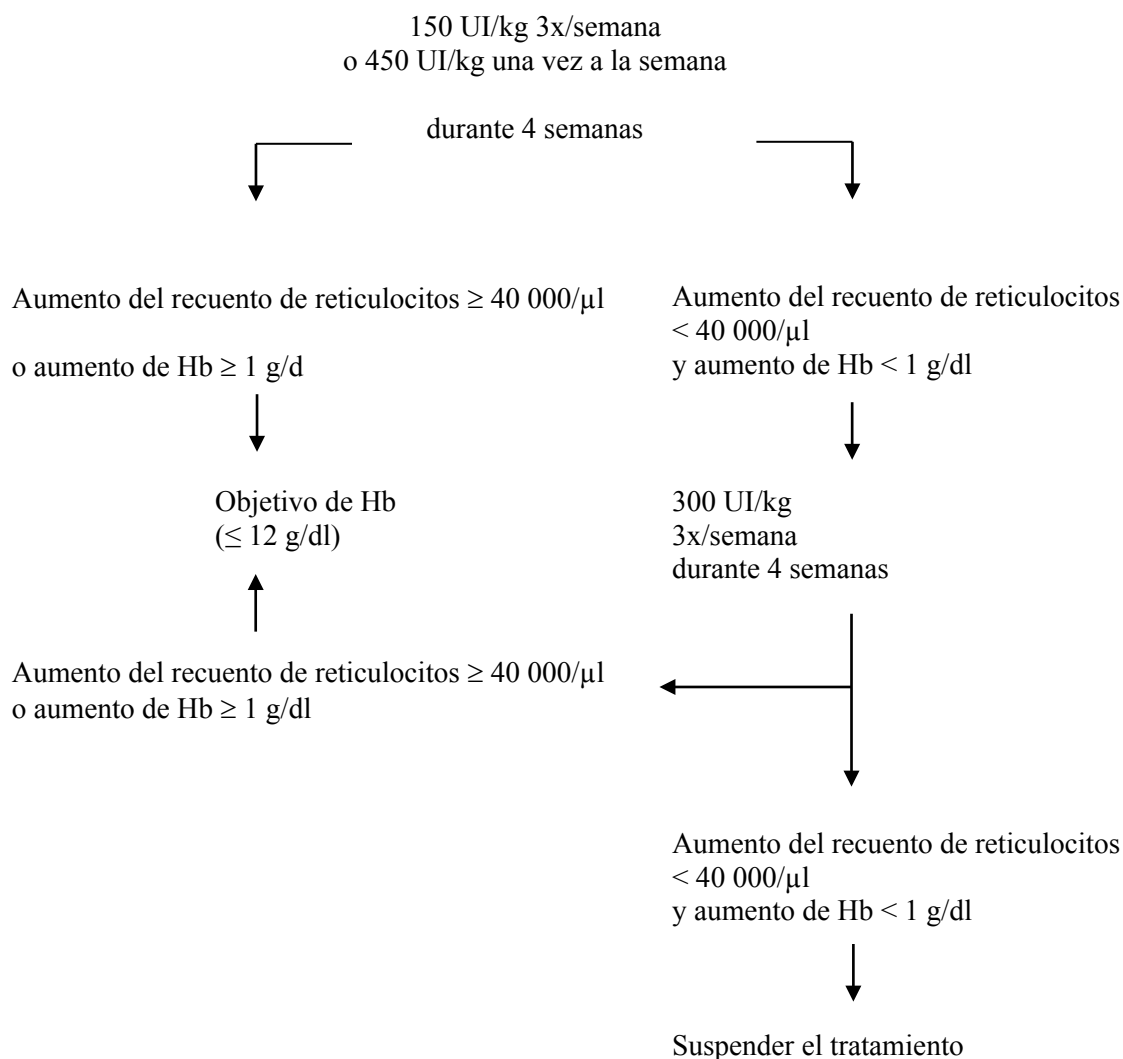 150 UI/kg 3x/semana
o 450 UI/kg una vez a la semana
durante 4 semanas
Aumento del recuento de reticulocitos ≥ 40 000/µl
o aumento de Hb ≥ 1 g/d
Aumento del recuento de reticulocitos
< 40 000/µl
y aumento de Hb < 1 g/dl
Objetivo de Hb
(≤ 12 g/dl)
300 UI/kg
3x/semana
durante 4 semanas
Aumento del recuento de reticulocitos ≥ 40 000/µl
o aumento de Hb ≥ 1 g/dl
Aumento del recuento de reticulocitos
< 40 000/µl
y aumento de Hb < 1 g/dl
Suspender el tratamiento